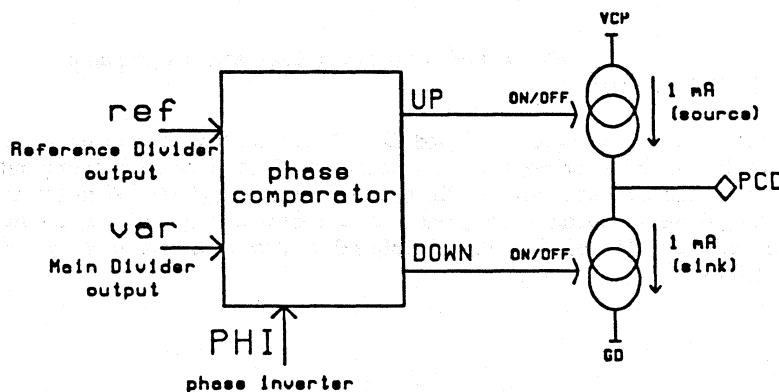 VCP
ref
Reference Divider
output
UP
ON/OFF
1 mA
(source)
phase
comparator
PCD
var
Main Divider
output
DOWN
ON/OFF
1 mA
(sink)
PHI
phase inverter
GD